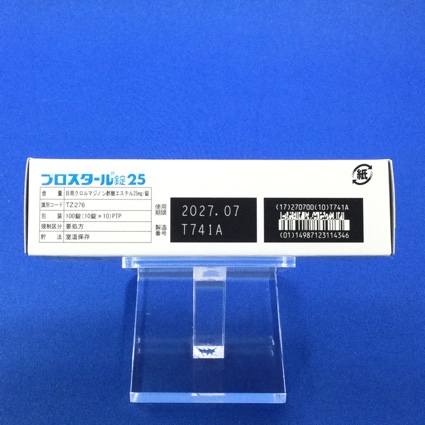 プロスタール®錠25
含　量 日局クロルマジノン酢酸エステル25mg/錠
識別コード TZ276
包　装 100錠(10錠×10)PTP
規制区分 要処方
貯　法 室温保存
使用期限 2027.07
製造番号 T741A
(17)270700(10)T741A
(01)14987123114346
紙